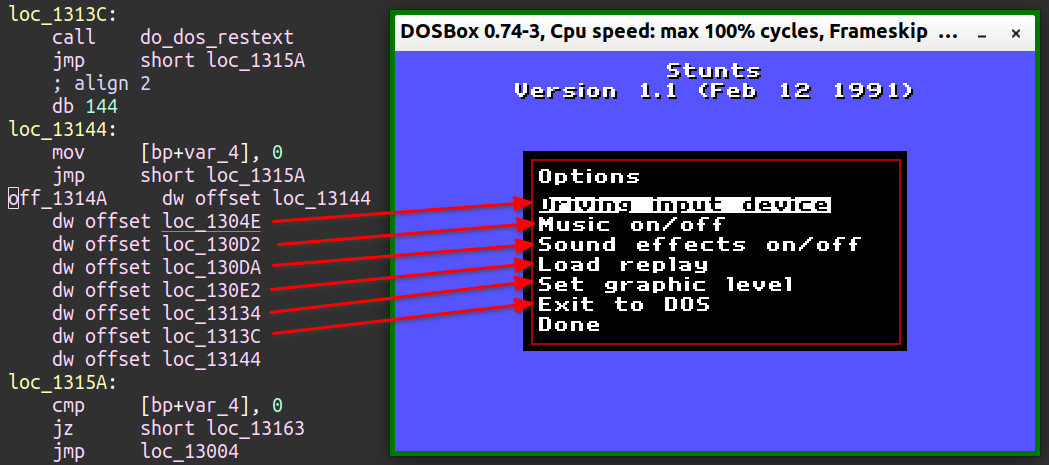 loc_1313C:
call do_dos_restext
jmp short loc_1315A
; align 2
db 144
loc_13144:
mov [bp+var_4], 0
jmp short loc_1315A
off_1314A dw offset loc_13144
dw offset loc_1304E
dw offset loc_130D2
dw offset loc_130DA
dw offset loc_130E2
dw offset loc_13134
dw offset loc_1313C
dw offset loc_13144
loc_1315A:
cmp [bp+var_4], 0
jz short loc_13163
jmp loc_13004
DOSBox 0.74-3, Cpu speed: max 100% cycles, Frameskip ...
Stunts
Version 1.1 (Feb 12 1991)
Options
Driving input device
Music on/off
Sound effects on/off
Load replay
Set graphic level
Exit to DOS
Done